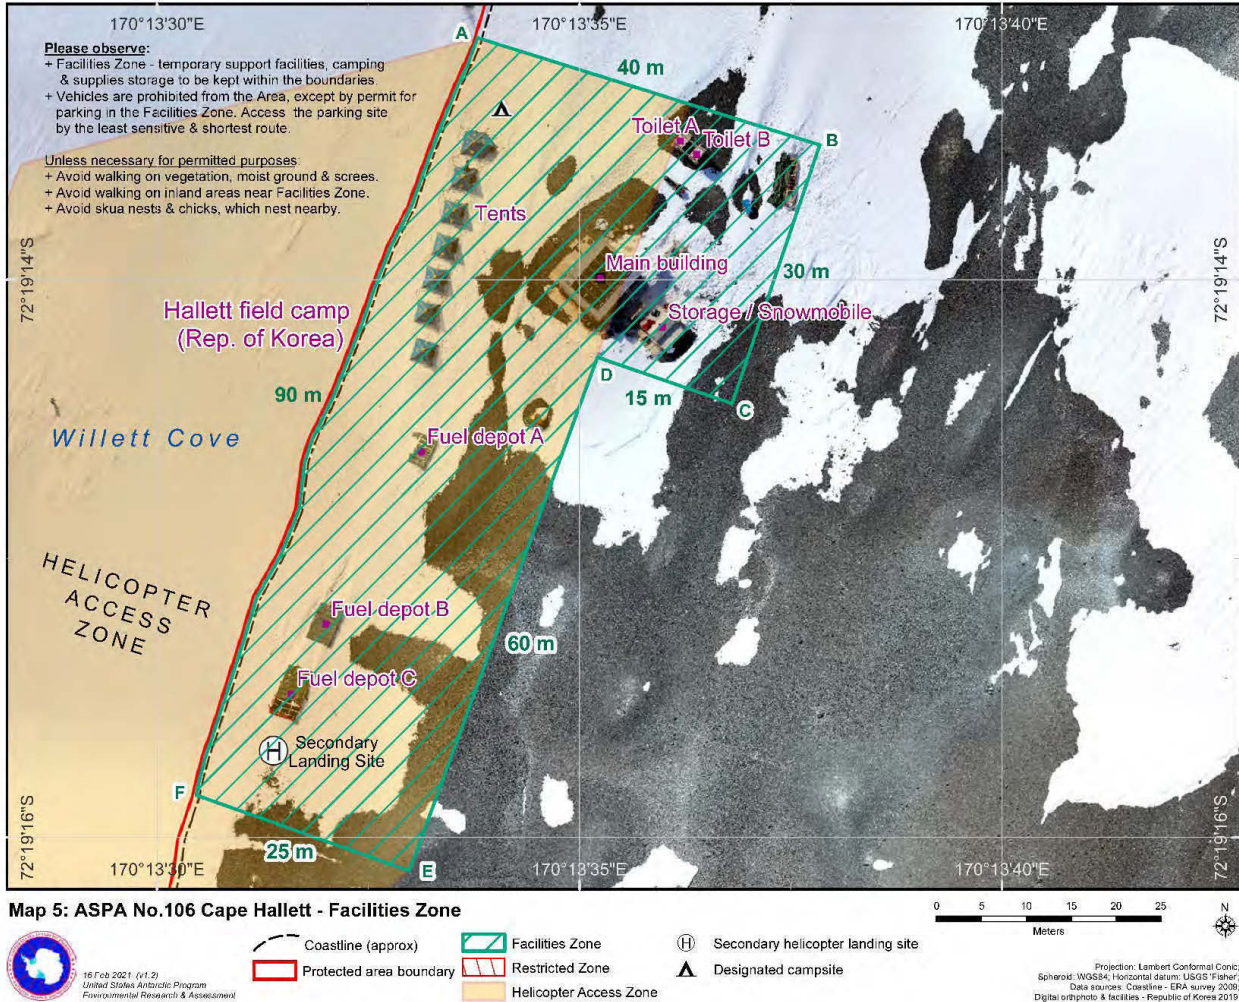 170°13'30"E
170°13'35"E
170°13'40"E
Please observe:
+ Facilities Zone - temporary support facilities, camping
& supplies storage to be kept within the boundaries.
+ Vehicles are prohibited from the Area, except by permit for
parking in the Facilities Zone. Access the parking site
by the least sensitive & shortest route.
Unless necessary for permitted purposes:
+ Avoid walking on vegetation, moist ground & screes.
+ Avoid walking on inland areas near Facilities Zone.
+ Avoid skua nests & chicks, which nest nearby.
A
40 m
B
Toilet A
Toilet B
Tents
Main building
30 m
72°19'14"S
72°19'14"S
Hallett field camp
(Rep. of Korea)
Storage / Snowmobile
D
15 m
C
90 m
Willett Cove
Fuel depot A
HELICOPTER
ACCESS
ZONE
Fuel depot B
60 m
Fuel depot C
H
Secondary
Landing Site
F
25 m
E
72°19'16"S
72°19'16"S
170°13'30"E
170°13'35"E
170°13'40"E
Map 5: ASPA No.106 Cape Hallett - Facilities Zone
0 5 10 15 20 25
Meters
N
16 Feb 2021 (v1.2)
United States Antarctic Program
Environmental Research & Assessment
Coastline (approx)
Protected area boundary
Facilities Zone
Restricted Zone
Helicopter Access Zone
H Secondary helicopter landing site
Designated campsite
Projection: Lambert Conformal Conic;
Spheroid: WGS84; Horizontal datum: USGS 'Fisher';
Data sources: Coastline - ERA survey 2009;
Digital orthophoto & facilities - Republic of Korea 2019